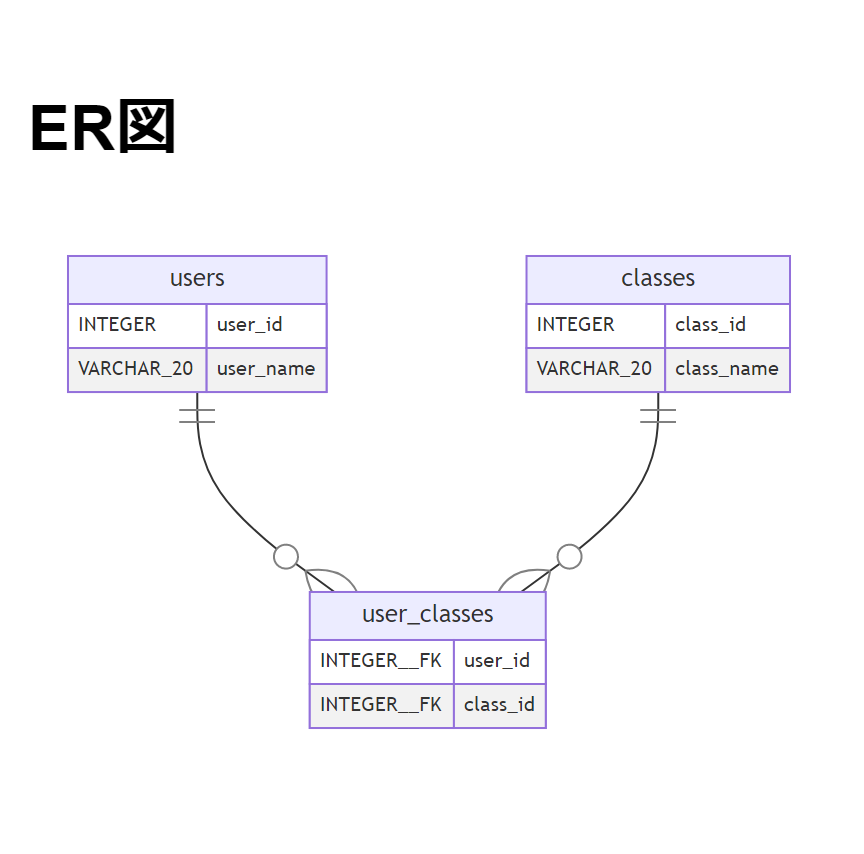 ER図
users
INTEGER user_id
VARCHAR_20 user_name
classes
INTEGER class_id
VARCHAR_20 class_name
user_classes
INTEGER__FK user_id
INTEGER__FK class_id